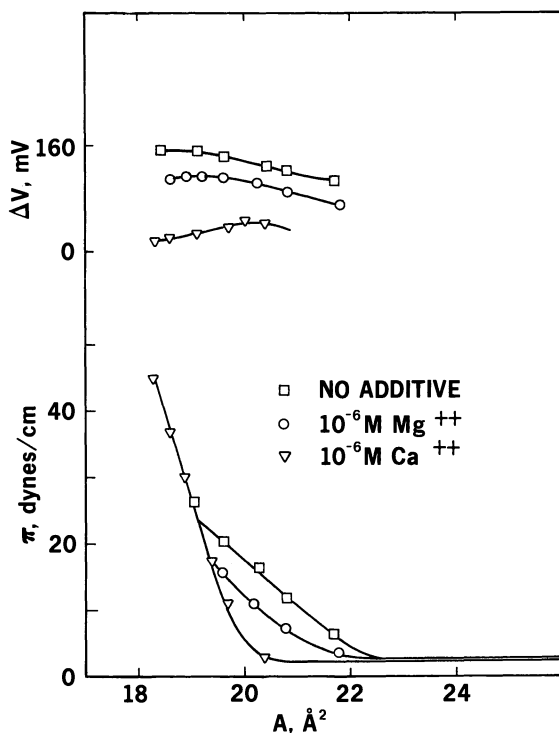 ΔV, mV
160
0
π, dynes/cm
40
20
0
NO ADDITIVE
10⁻⁶M Mg ⁺⁺
10⁻⁶M Ca ⁺⁺
18 20 22 24
A, Å²